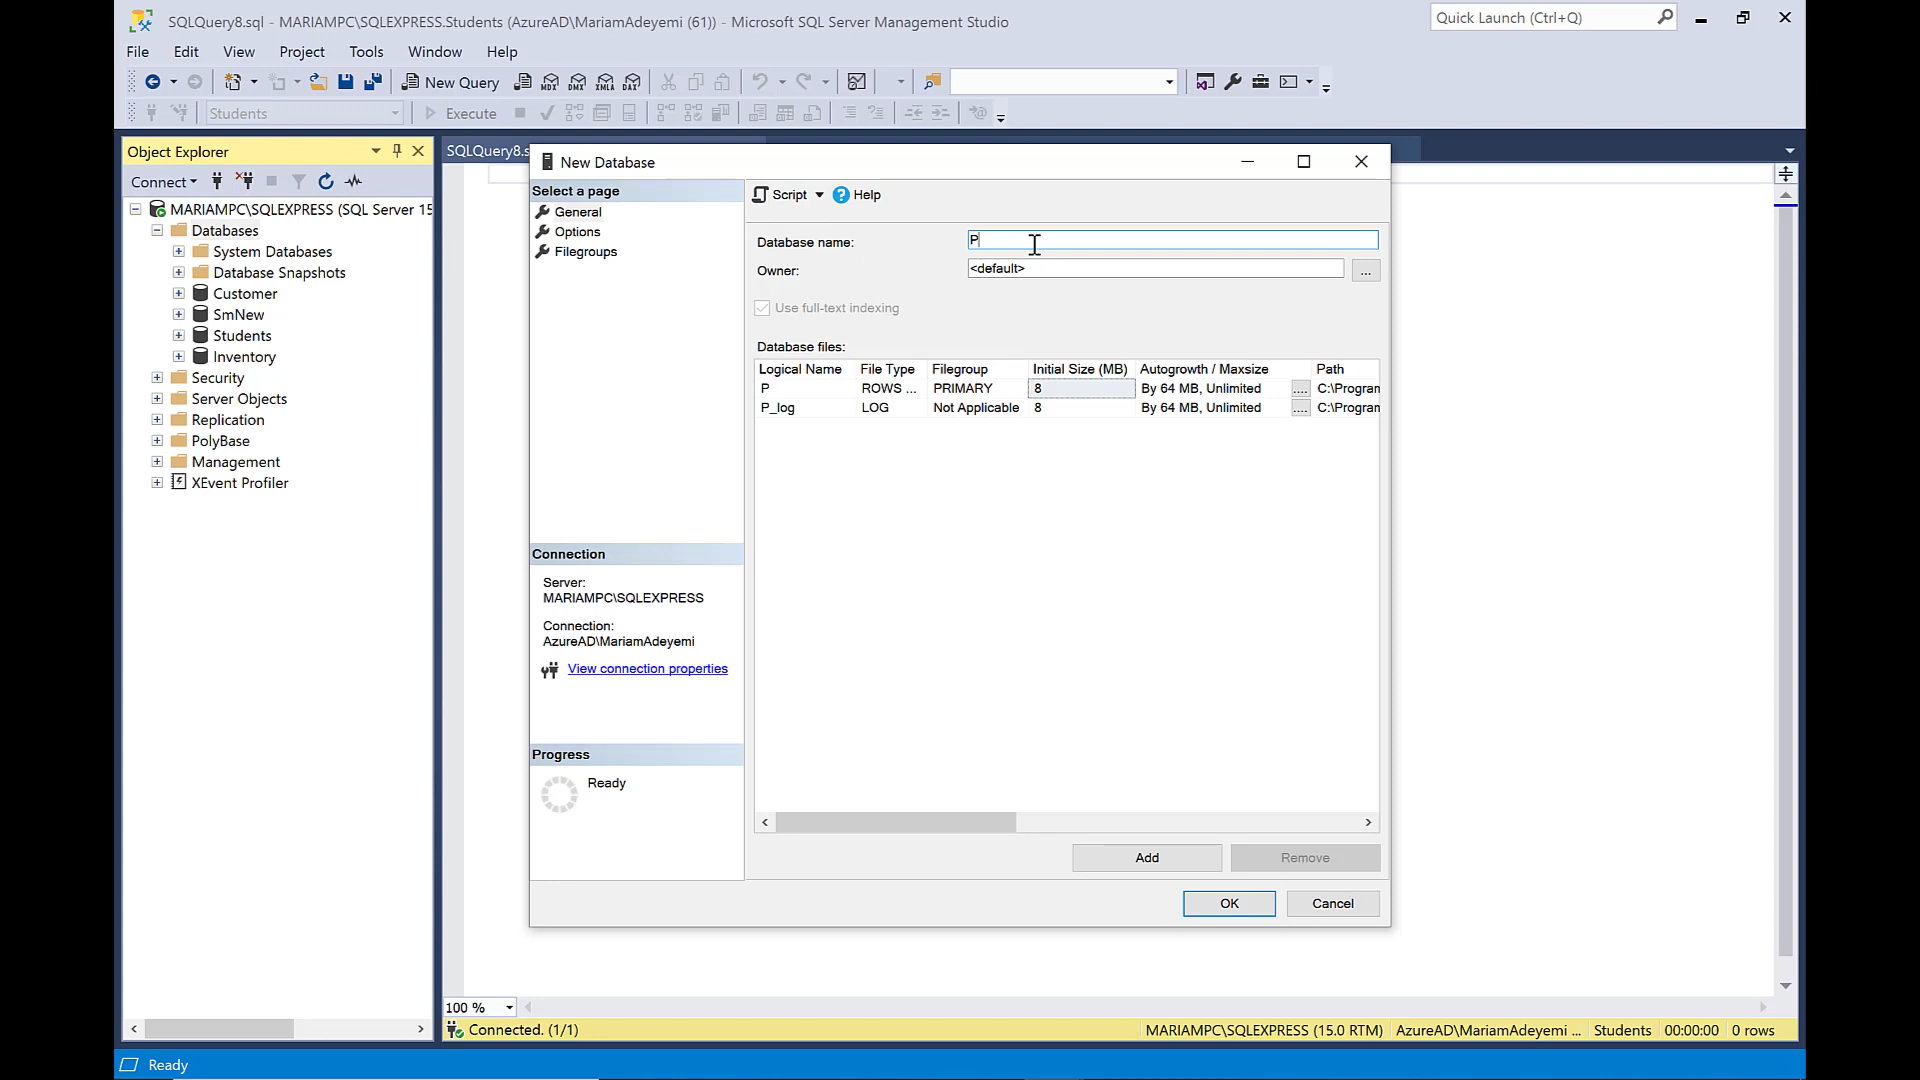 SQLQuery8.sql - MARIAMPC\SQLEXPRESS.Students (AzureAD\MariamAdeyemi (61)) - Microsoft SQL Server Management Studio
Quick Launch (Ctrl+Q)
File Edit View Project Tools Window Help
New Query MDX DMX XMLA DAX
Students Execute
Object Explorer
Connect
MARIAMPC\SQLEXPRESS (SQL Server 15
Databases
System Databases
Database Snapshots
Customer
SmNew
Students
Inventory
Security
Server Objects
Replication
PolyBase
Management
XEvent Profiler
SQLQuery8.s
New Database
Select a page
General
Options
Filegroups
Connection
Server:
MARIAMPC\SQLEXPRESS
Connection:
AzureAD\MariamAdeyemi
View connection properties
Progress
Ready
Script Help
Database name: P
Owner: <default> ...
Use full-text indexing
Database files:
Logical Name File Type Filegroup Initial Size (MB) Autogrowth / Maxsize Path
P ROWS ... PRIMARY 8 By 64 MB, Unlimited .... C:\Program
P_log LOG Not Applicable 8 By 64 MB, Unlimited .... C:\Program
Add Remove
OK Cancel
100 %
Connected. (1/1) MARIAMPC\SQLEXPRESS (15.0 RTM) AzureAD\MariamAdeyemi ... Students 00:00:00 0 rows
Ready